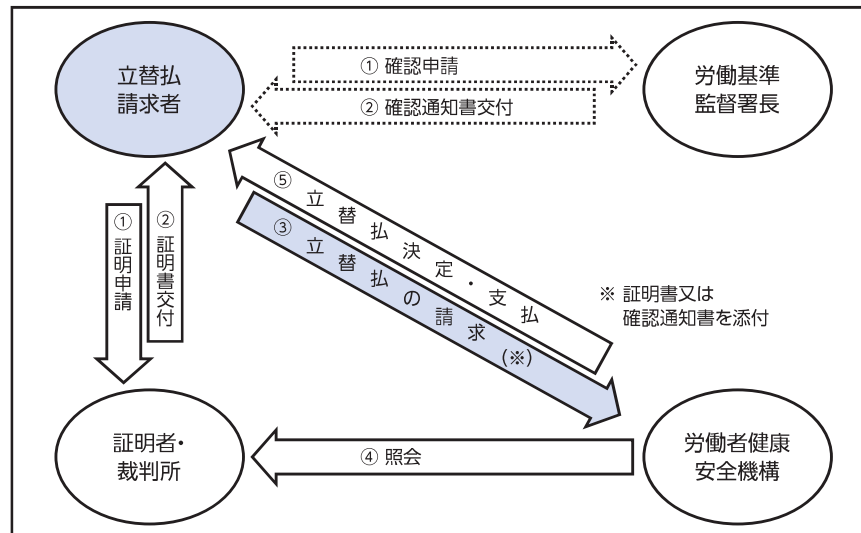 立替払
請求者
① 確認申請
② 確認通知書交付
労働基準
監督署長
⑤ 立替払決定・支払
③ 立替払の請求(※)
① 証明申請
② 証明書交付
※ 証明書又は
確認通知書を添付
証明者・
裁判所
④ 照会
労働者健康
安全機構